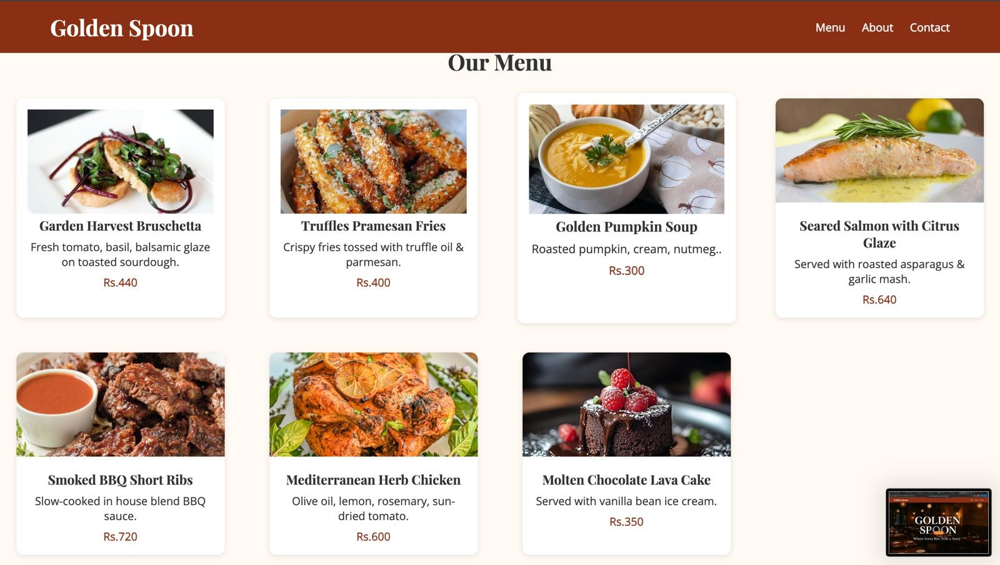 Golden Spoon
Menu About Contact
Our Menu
Garden Harvest Bruschetta
Fresh tomato, basil, balsamic glaze
on toasted sourdough.
Rs.440
Truffles Pramesan Fries
Crispy fries tossed with truffle oil &
parmesan.
Rs.400
Golden Pumpkin Soup
Roasted pumpkin, cream, nutmeg..
Rs.300
Seared Salmon with Citrus
Glaze
Served with roasted asparagus &
garlic mash.
Rs.640
Smoked BBQ Short Ribs
Slow-cooked in house blend BBQ
sauce.
Rs.720
Mediterranean Herb Chicken
Olive oil, lemon, rosemary, sun-
dried tomato.
Rs.600
Molten Chocolate Lava Cake
Served with vanilla bean ice cream.
Rs.350
Golden Spoon
GOLDEN
SPOON
Where Every Bite Tells a Story